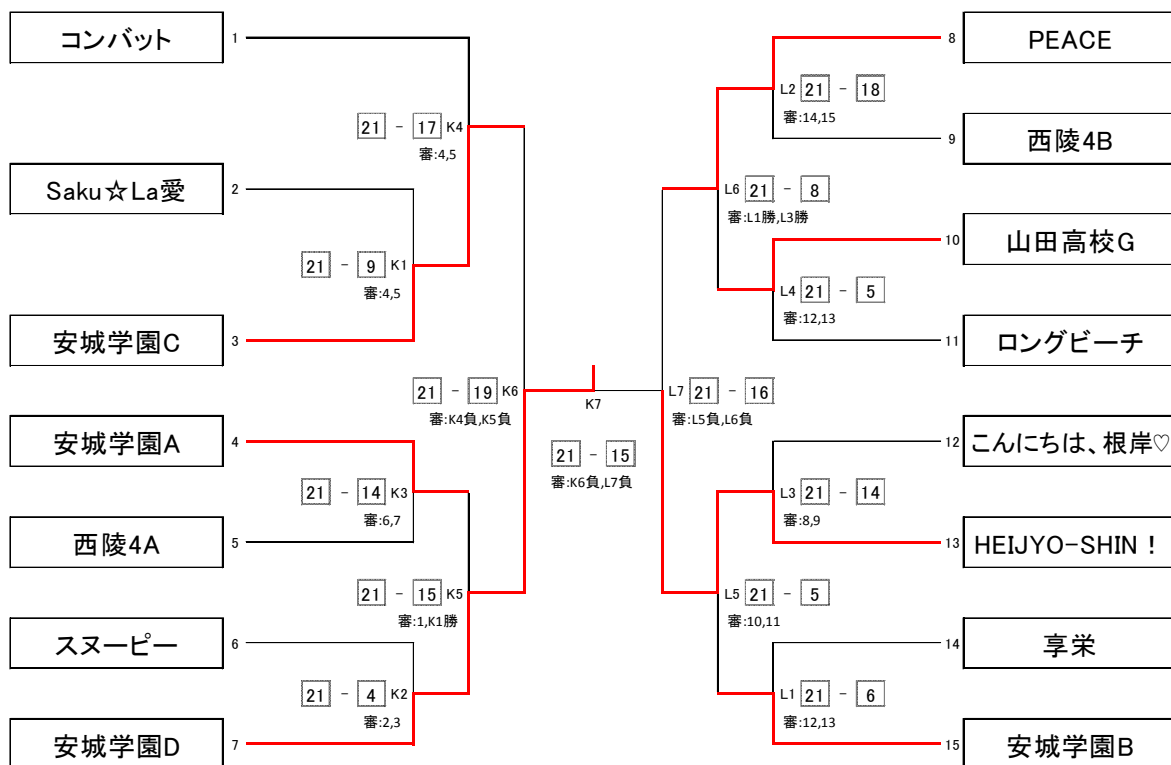 コンバット 1
21 - 17 K4
審:4,5
Saku☆La愛 2
21 - 9 K1
審:4,5
安城学園C 3
21 - 19 K6
審:K4負,K5負
安城学園A 4
21 - 14 K3
審:6,7
西陵4A 5
21 - 15 K5
審:1,K1勝
スヌーピー 6
21 - 4 K2
審:2,3
安城学園D 7
K7
21 - 15
審:K6負,L7負
8 PEACE
L2 21 - 18
審:14,15
9 西陵4B
L6 21 - 8
審:L1勝,L3勝
10 山田高校G
L4 21 - 5
審:12,13
11 ロングビーチ
L7 21 - 16
審:L5負,L6負
12 こんにちは、根岸♡
L3 21 - 14
審:8,9
13 HEIJYO-SHIN！
L5 21 - 5
審:10,11
14 享栄
L1 21 - 6
審:12,13
15 安城学園B